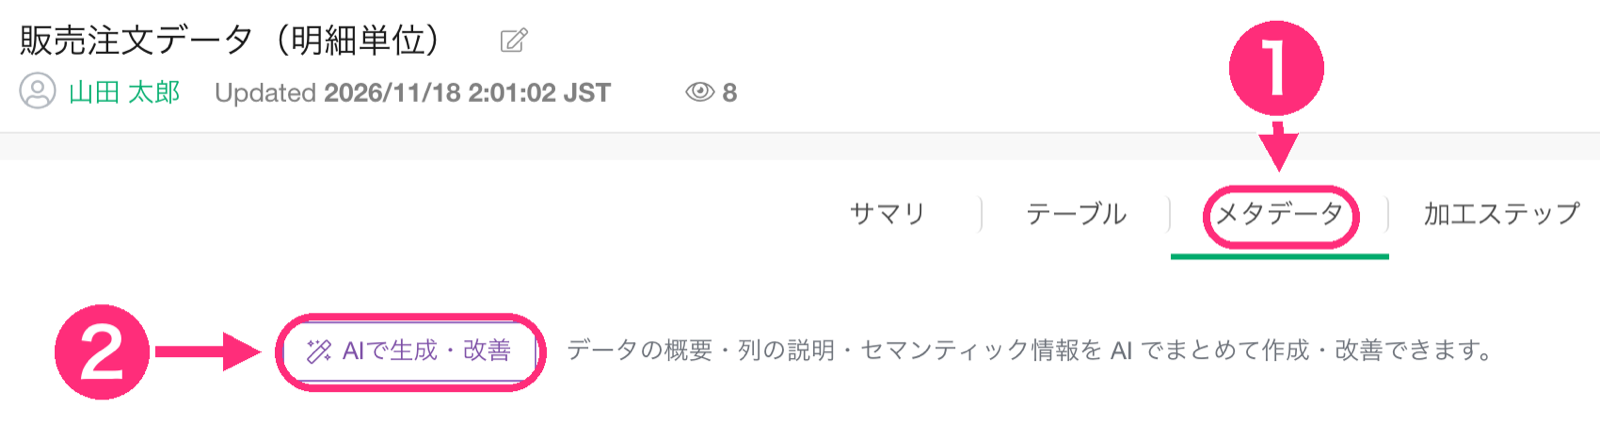 販売注文データ（明細単位）
山田 太郎 Updated 2026/11/18 2:01:02 JST 8
1
サマリ テーブル メタデータ 加工ステップ
2 AIで生成・改善 データの概要・列の説明・セマンティック情報を AI でまとめて作成・改善できます。